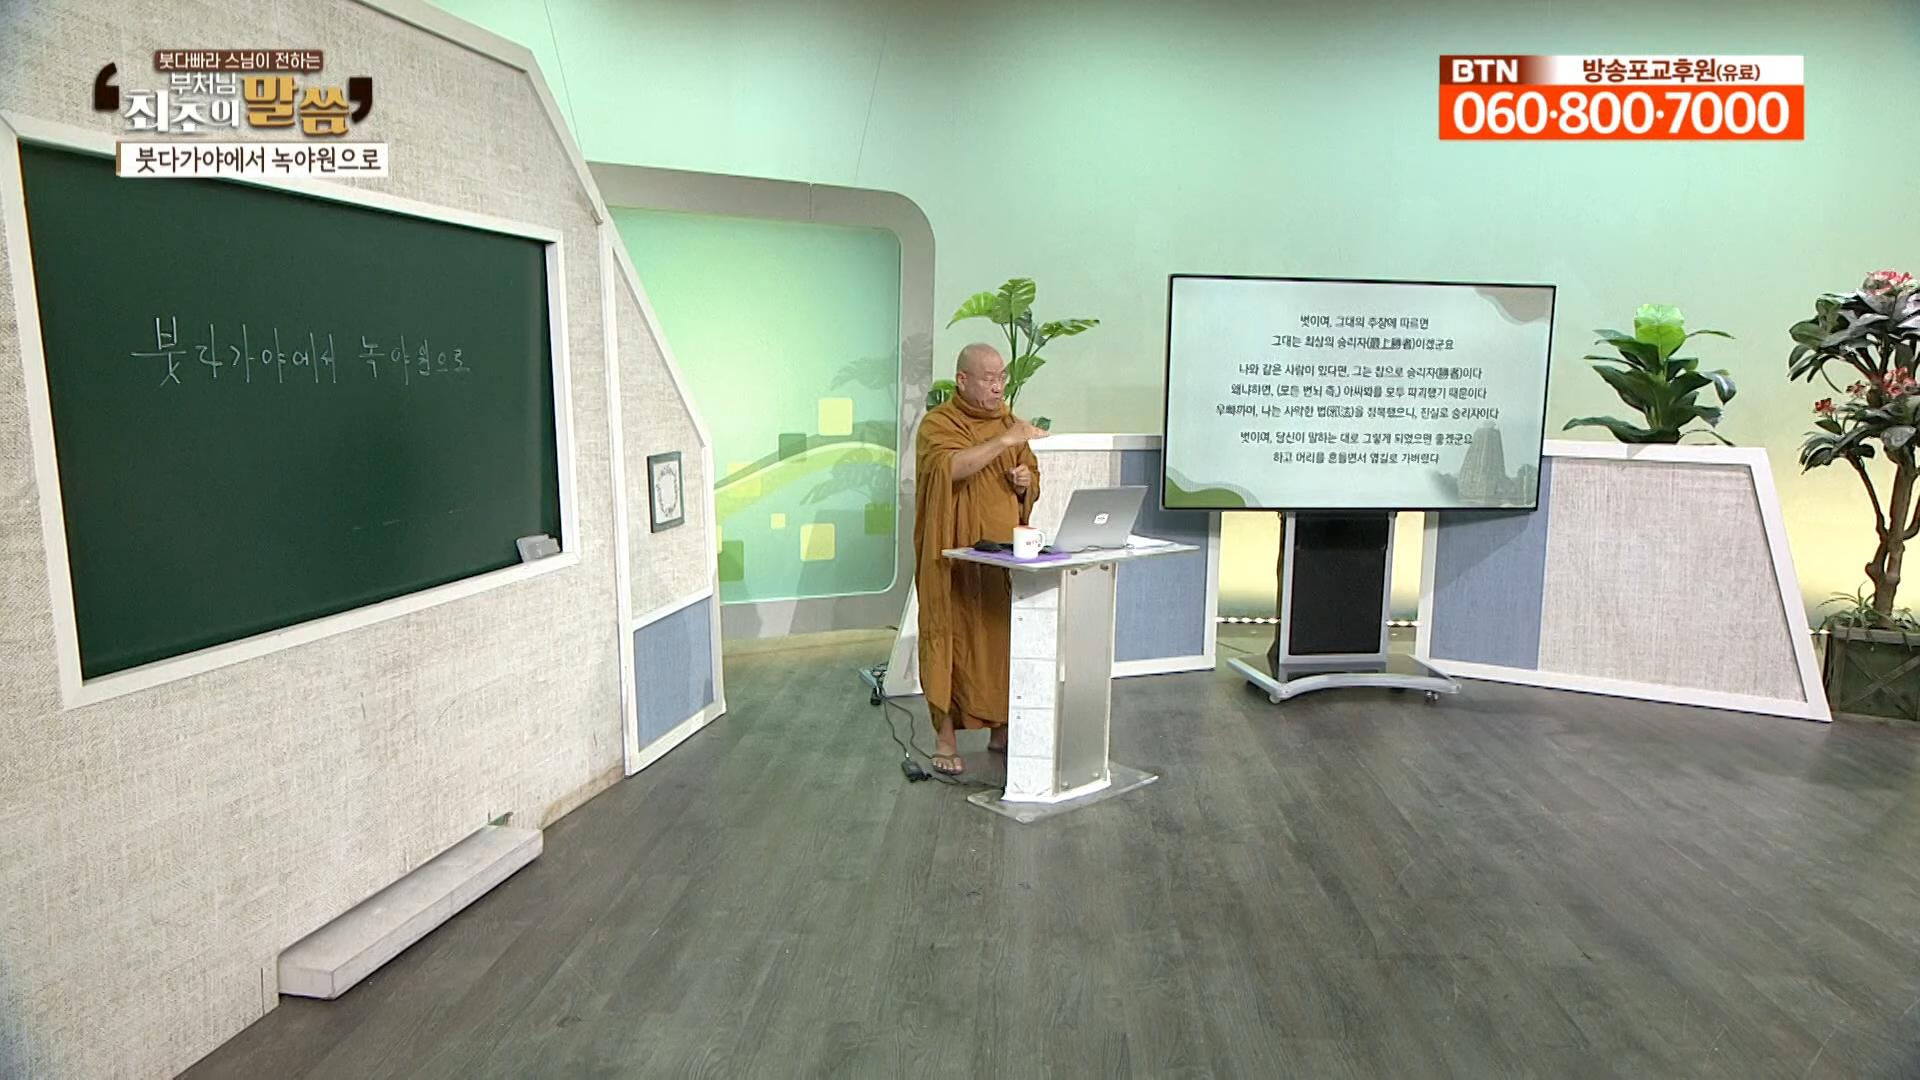 붓다빠라 스님이 전하는
부처님
최초의 말씀
붓다가야에서 녹야원으로
BTN 방송포교후원(유료)
060·800·7000
붓다가야에서 녹야원으로
벗이여, 그대의 주장에 따르면
그대는 최상의 승리자(最上勝者)이겠군요
나와 같은 사람이 있다면, 그는 참으로 승리자(勝者)이다
왜냐하면, (모든 번뇌 즉,) 아싸와를 모두 파괴했기 때문이다
우빠까여, 나는 사악한 법(邪法)을 정복했으니, 진실로 승리자이다
벗이여, 당신이 말하는 대로 그렇게 되었으면 좋겠군요
하고 머리를 흔들면서 옆길로 가버렸다